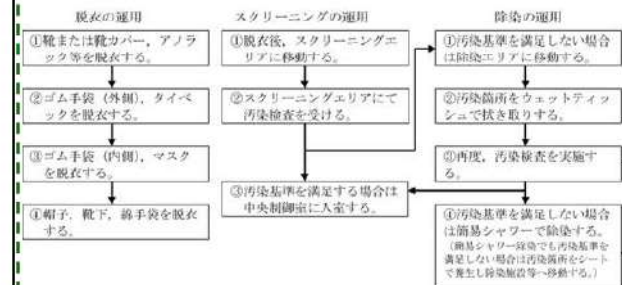 脱衣の運用
①靴または靴カバー，アノラ
ック等を脱衣する。
②ゴム手袋（外側），タイベ
ックを脱衣する。
③ゴム手袋（内側），マスク
を脱衣する。
④帽子，靴下，綿手袋を脱衣
する。
スクリーニングの運用
①脱衣後，スクリーニングエ
リアに移動する。
②スクリーニングエリアにて
汚染検査を受ける。
③汚染基準を満足する場合は
中央制御室に入室する。
除染の運用
①汚染基準を満足しない場合
は除染エリアに移動する。
②汚染箇所をウェットティッ
シュで拭き取りする。
③再度，汚染検査を実施す
る。
④汚染基準を満足しない場合
は簡易シャワーで除染する。
（簡易シャワー除染でも汚染基準を
満足しない場合は汚染箇所をシート
で養生し除染施設等へ移動する。）